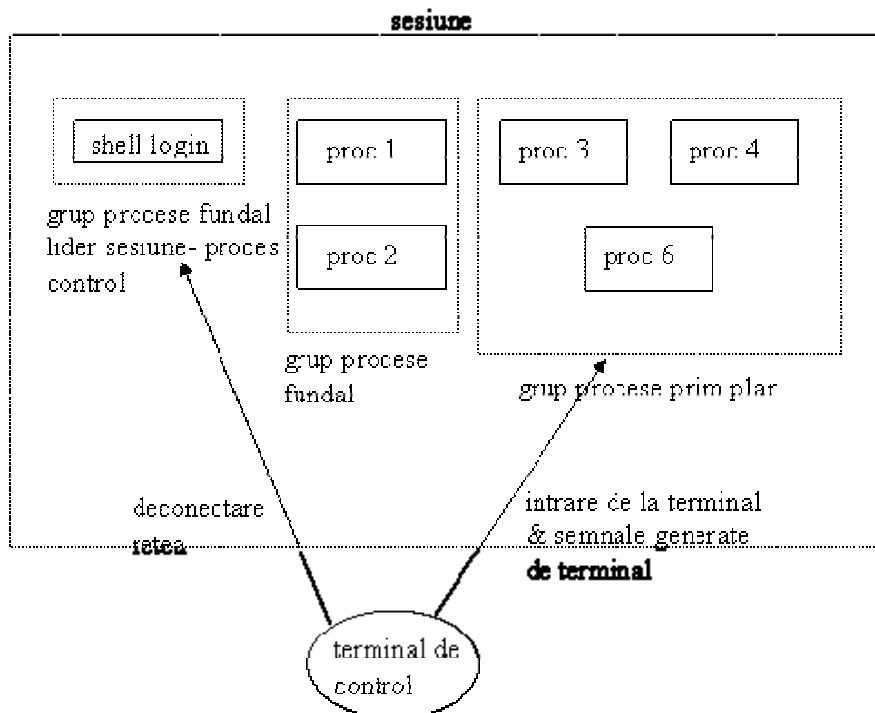 sesiune
shell login
proc 1
proc 3
proc 4
proc 2
proc 6
grup procese fundal
lider sesiune- proces
control
grup procese
fundal
grup procese prim plan
deconectare
retea
intrare de la terminal
& semnale generate
de terminal
terminal de
control